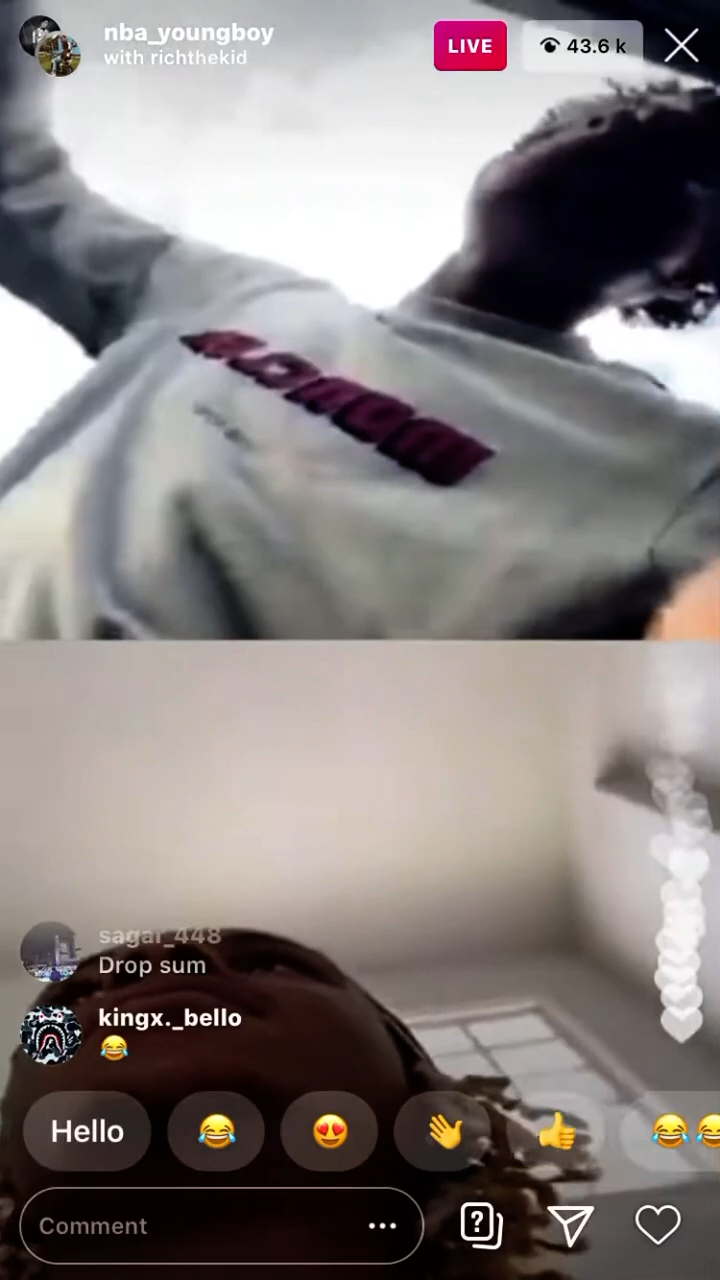 nba_youngboy
with richthekid
LIVE
43.6 k
sagar_448
Drop sum
kingx._bello
😂
Hello 😂 😍 👋 👍 😂 😂
Comment